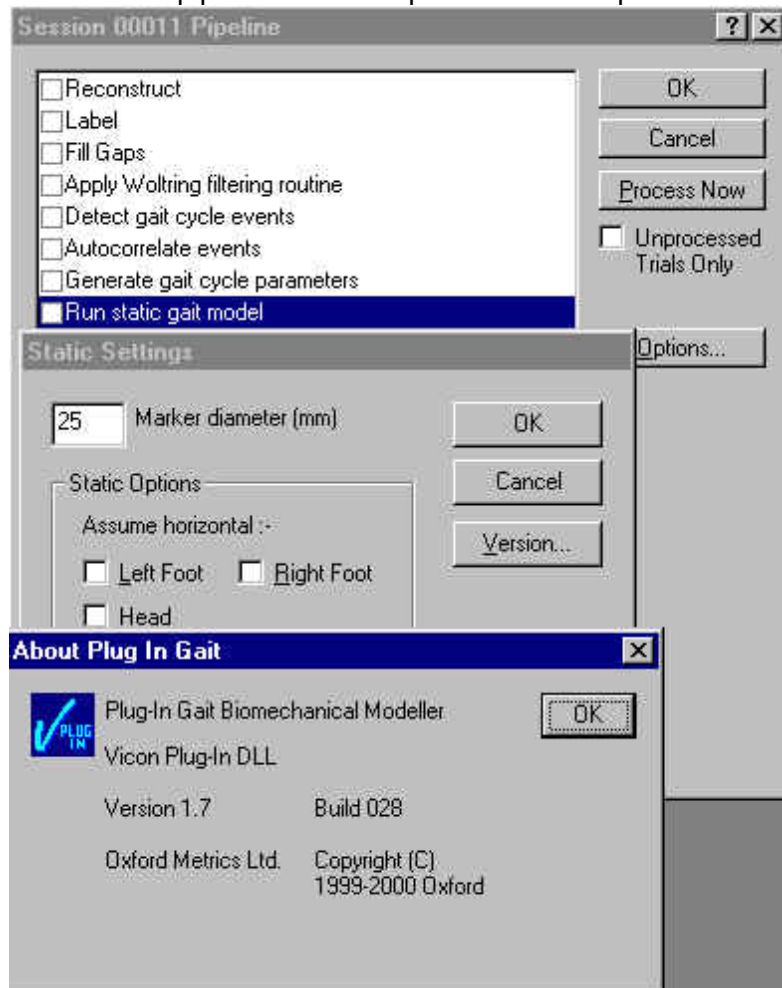 Session 00011 Pipeline
Reconstruct
Label
Fill Gaps
Apply Woltring filtering routine
Detect gait cycle events
Autocorrelate events
Generate gait cycle parameters
Run static gait model
OK
Cancel
Process Now
Unprocessed
Trials Only
Options...
Static Settings
25 Marker diameter (mm)
OK
Cancel
Version...
Static Options
Assume horizontal :-
Left Foot Right Foot
Head
About Plug In Gait
PLUG
IN
Plug-In Gait Biomechanical Modeller
OK
Vicon Plug-In DLL
Version 1.7 Build 028
Oxford Metrics Ltd. Copyright (C)
1999-2000 Oxford